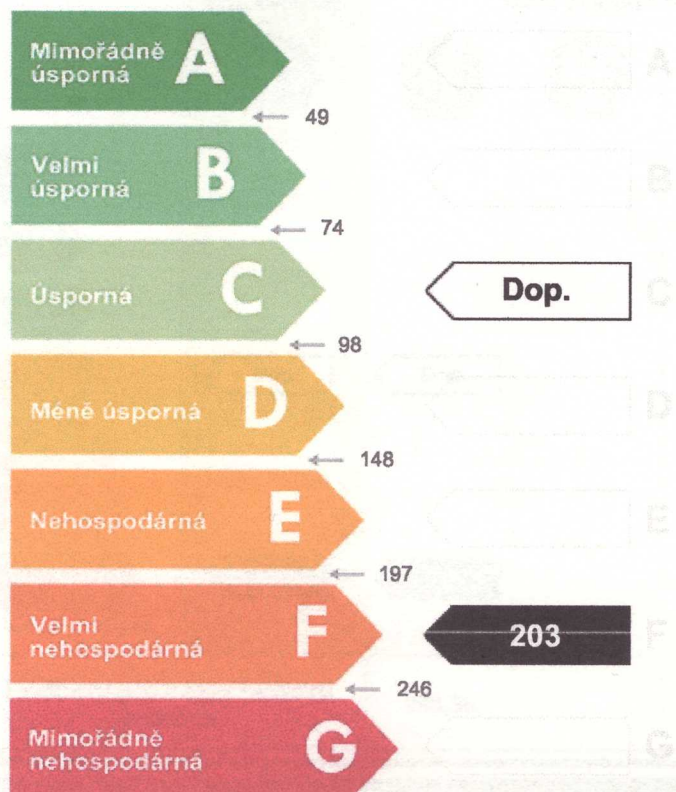 Mimořádně
úsporná A
49
Velmi
úsporná B
74
Úsporná C
Dop.
C
98
Méně úsporná D
148
Nehospodárná E
197
Velmi
nehospodárná F
203
246
Mimořádně
nehospodárná G
A
B
D
E
F
G